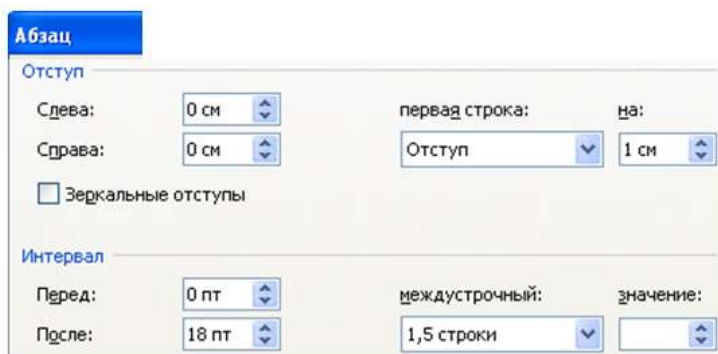 Абзац
Отступ
Слева: 0 см первая строка: на:
Справа: 0 см Отступ 1 см
Зеркальные отступы
Интервал
Перед: 0 пт междустрочный: значение:
После: 18 пт 1,5 строки